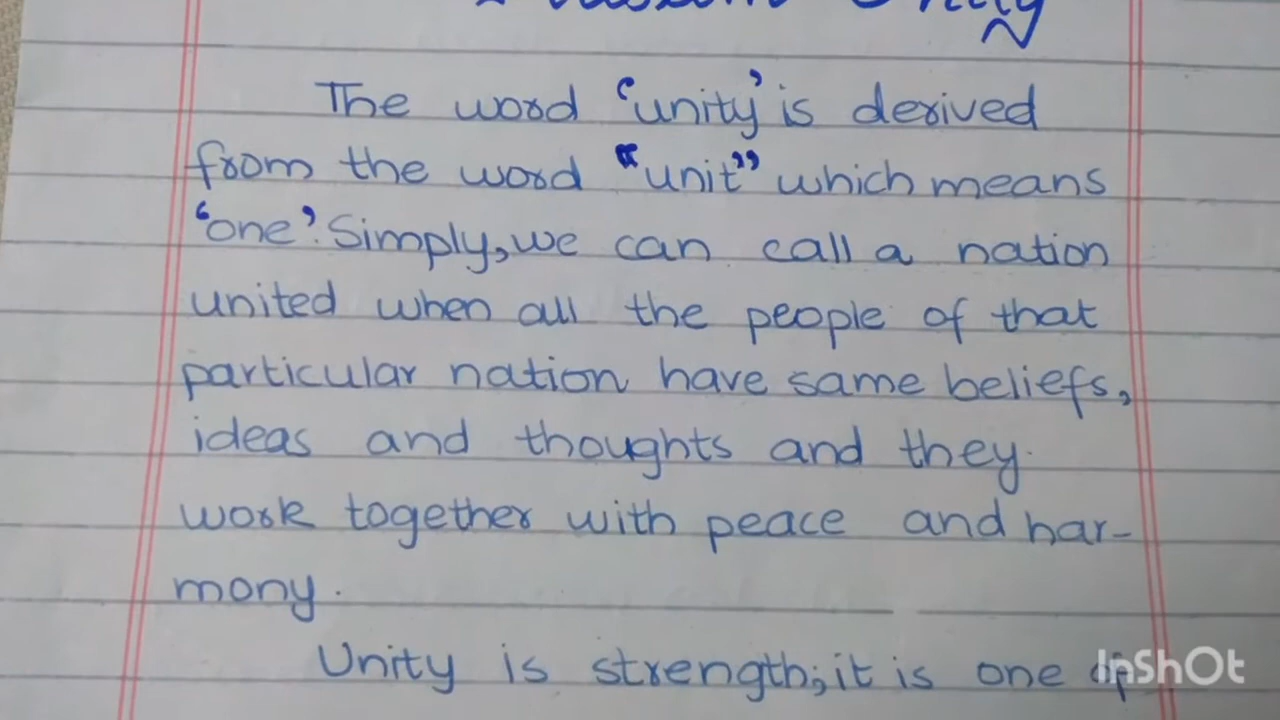 Unity
The word ‘unity’ is derived
from the word “unit” which means
‘one’. Simply, we can call a nation
united when all the people of that
particular nation have same beliefs,
ideas and thoughts and they
work together with peace and har-
mony.
Unity is strength; it is one of
InShOt